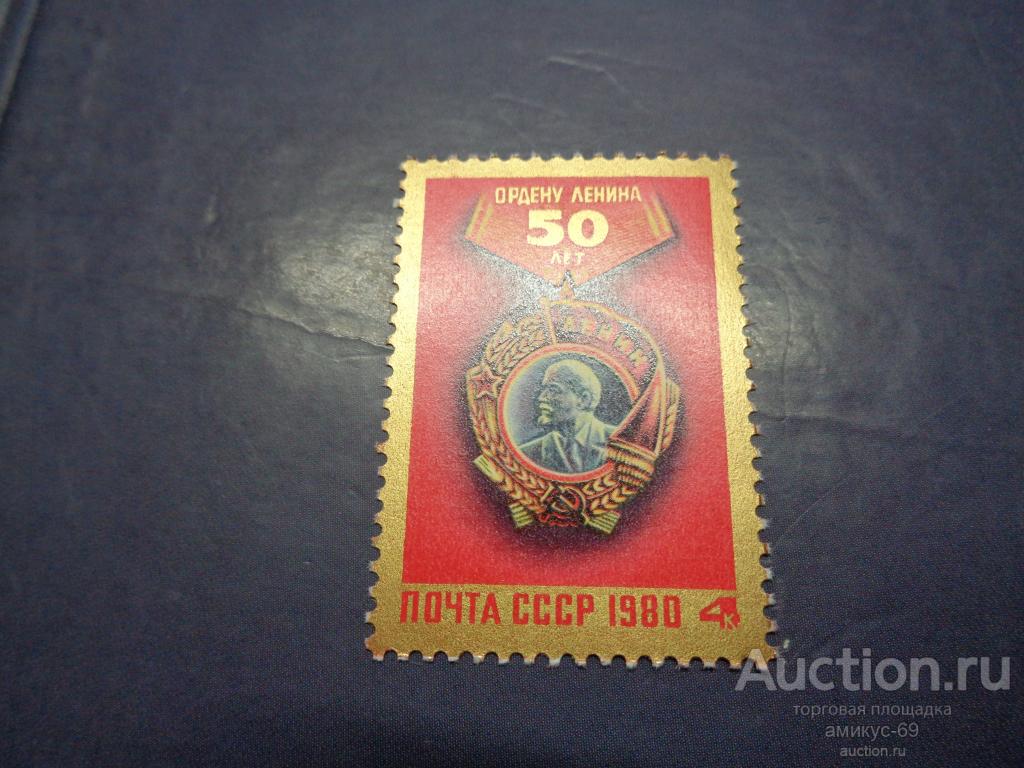 ОРДЕНУ ЛЕНИНА
50
ЛЕТ
ЛЕНИН
ПОЧТА СССР 1980 4К
Auction.ru
торговая площадка
амикус-69
auction.ru